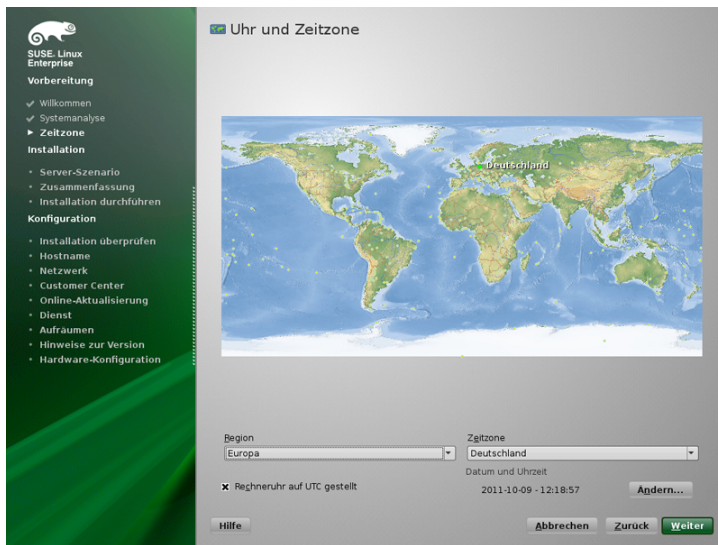 SUSE. Linux
Enterprise
Vorbereitung
Willkommen
Systemanalyse
Zeitzone
Installation
Server-Szenario
Zusammenfassung
Installation durchführen
Konfiguration
Installation überprüfen
Hostname
Netzwerk
Customer Center
Online-Aktualisierung
Dienst
Aufräumen
Hinweise zur Version
Hardware-Konfiguration
Uhr und Zeitzone
Deutschland
Region
Europa
Zeitzone
Deutschland
Rechneruhr auf UTC gestellt
Datum und Uhrzeit
2011-10-09 - 12:18:57
Ändern...
Hilfe
Abbrechen
Zurück
Weiter